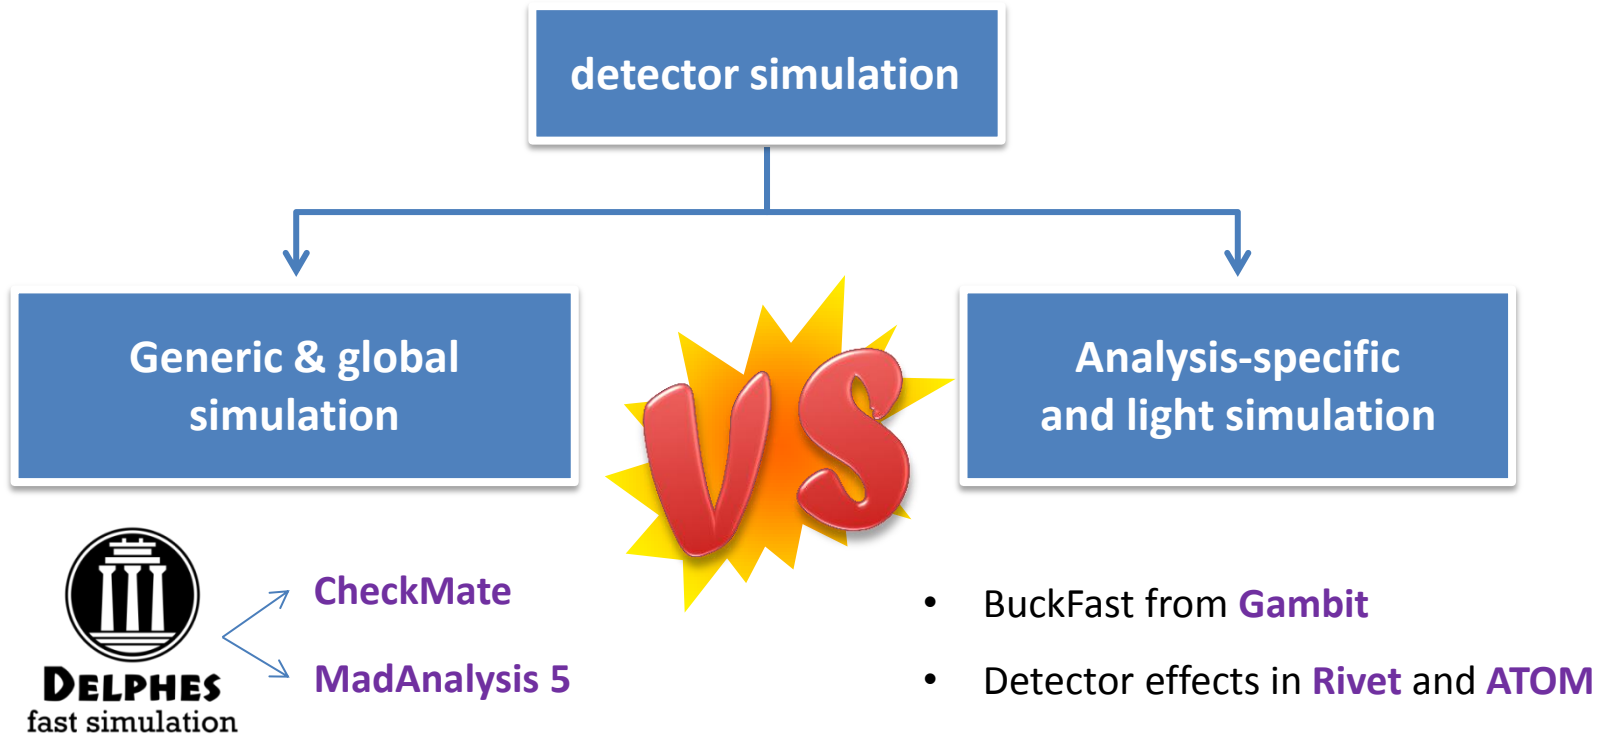 detector simulation
Generic & global
simulation
VS
Analysis-specific
and light simulation
DELPHES
fast simulation
CheckMate
MadAnalysis 5
• BuckFast from Gambit
• Detector effects in Rivet and ATOM